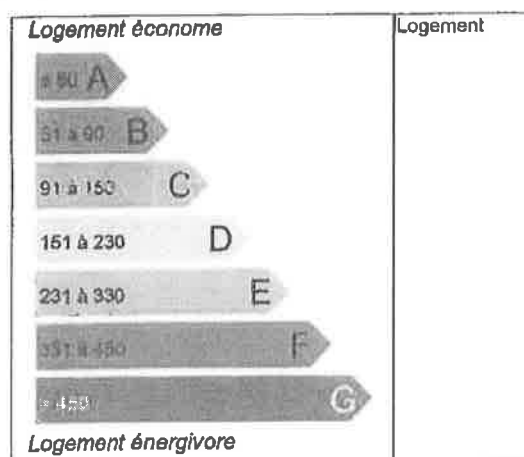 Logement économe
Logement
A
51 à 90 B
91 à 150 C
151 à 230 D
231 à 330 E
331 à 450 F
G
Logement énergivore